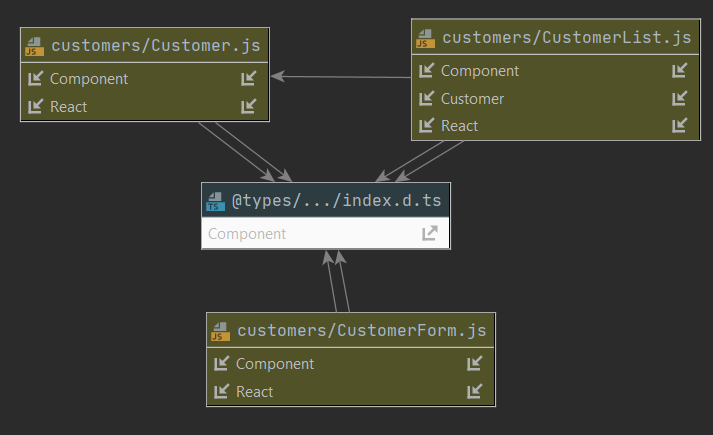 JS customers/Customer.js
Component
React
JS customers/CustomerList.js
Component
Customer
React
TS @types/.../index.d.ts
Component
JS customers/CustomerForm.js
Component
React